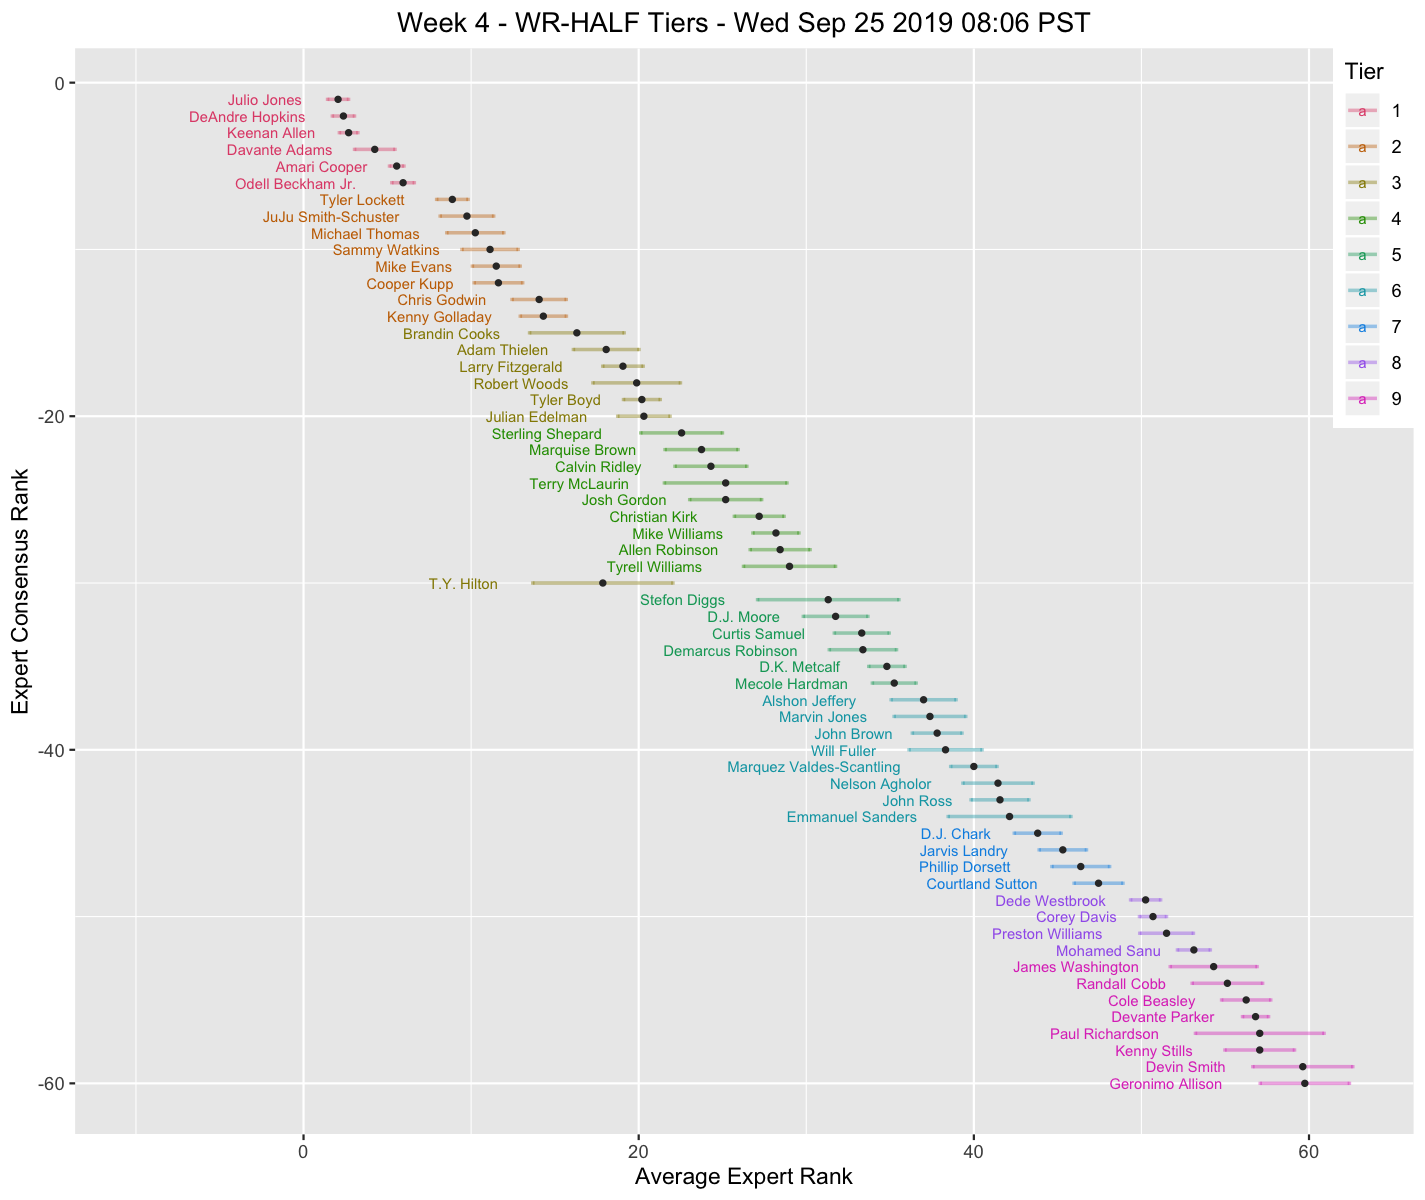 Week 4 - WR-HALF Tiers - Wed Sep 25 2019 08:06 PST
Tier
a 1
a 2
a 3
a 4
a 5
a 6
a 7
a 8
a 9
Expert Consensus Rank
0
-20
-40
-60
Julio Jones
DeAndre Hopkins
Keenan Allen
Davante Adams
Amari Cooper
Odell Beckham Jr.
Tyler Lockett
JuJu Smith-Schuster
Michael Thomas
Sammy Watkins
Mike Evans
Cooper Kupp
Chris Godwin
Kenny Golladay
Brandin Cooks
Adam Thielen
Larry Fitzgerald
Robert Woods
Tyler Boyd
Julian Edelman
Sterling Shepard
Marquise Brown
Calvin Ridley
Terry McLaurin
Josh Gordon
Christian Kirk
Mike Williams
Allen Robinson
Tyrell Williams
T.Y. Hilton
Stefon Diggs
D.J. Moore
Curtis Samuel
Demarcus Robinson
D.K. Metcalf
Mecole Hardman
Alshon Jeffery
Marvin Jones
John Brown
Will Fuller
Marquez Valdes-Scantling
Nelson Agholor
John Ross
Emmanuel Sanders
D.J. Chark
Jarvis Landry
Phillip Dorsett
Courtland Sutton
Dede Westbrook
Corey Davis
Preston Williams
Mohamed Sanu
James Washington
Randall Cobb
Cole Beasley
Devante Parker
Paul Richardson
Kenny Stills
Devin Smith
Geronimo Allison
0 20 40 60
Average Expert Rank